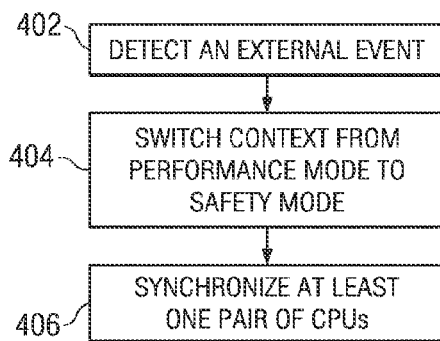 402
DETECT AN EXTERNAL EVENT
404
SWITCH CONTEXT FROM
PERFORMANCE MODE TO
SAFETY MODE
406
SYNCHRONIZE AT LEAST
ONE PAIR OF CPUs